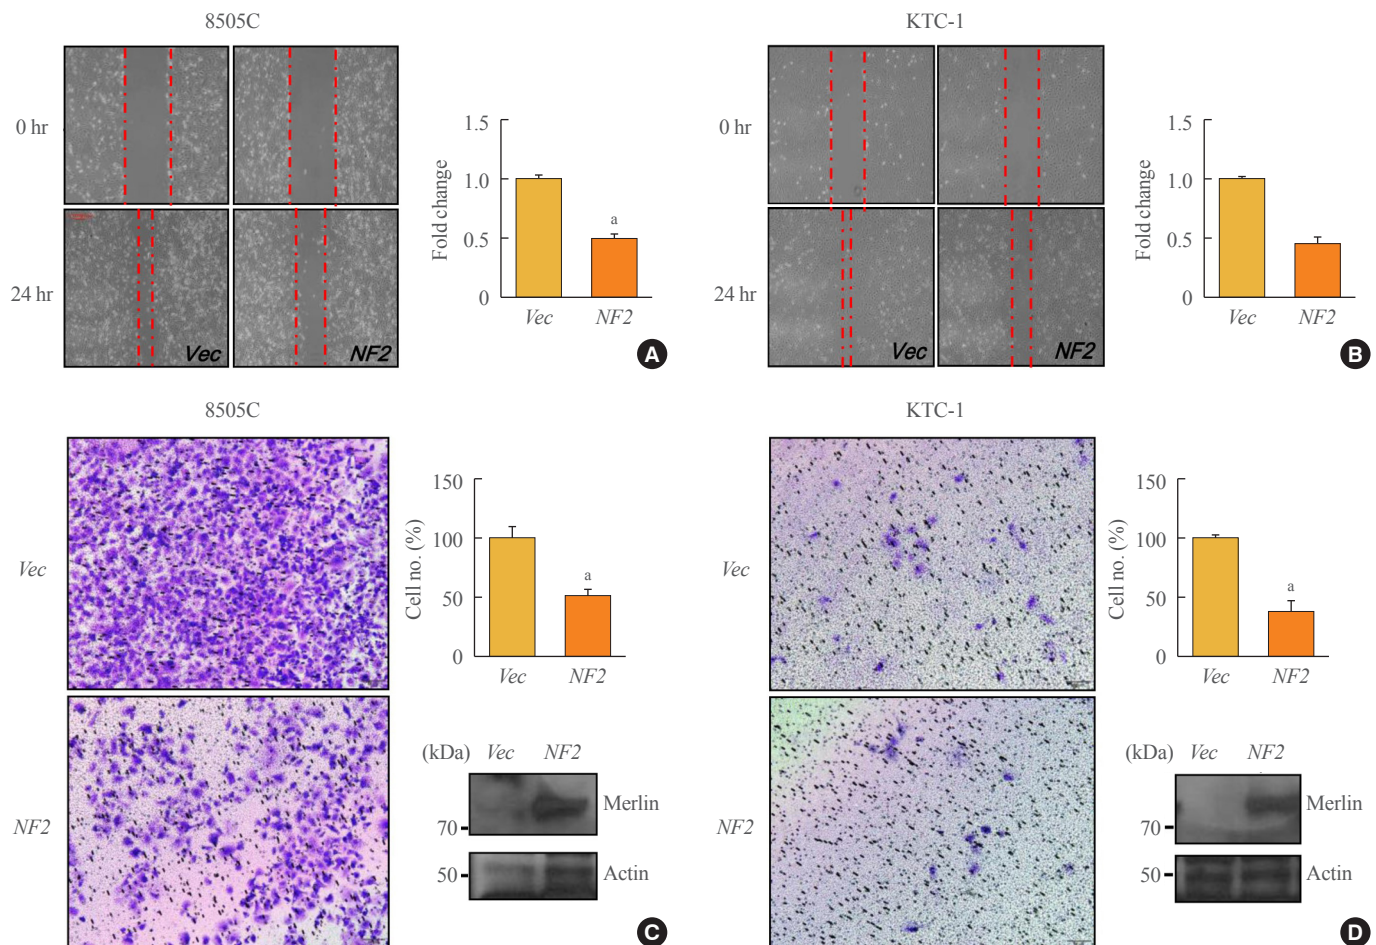 8505C
0 hr
24 hr
Vec
NF2
Fold change
1.5
1.0
0.5
0
a
Vec
NF2
A
KTC-1
0 hr
24 hr
Vec
NF2
Fold change
1.5
1.0
0.5
0
Vec
NF2
B
8505C
Vec
NF2
Cell no. (%)
150
100
50
0
a
Vec
NF2
(kDa)
Vec
NF2
Merlin
70
Actin
50
C
KTC-1
Vec
NF2
Cell no. (%)
150
100
50
0
a
Vec
NF2
(kDa)
Vec
NF2
Merlin
70
Actin
50
D